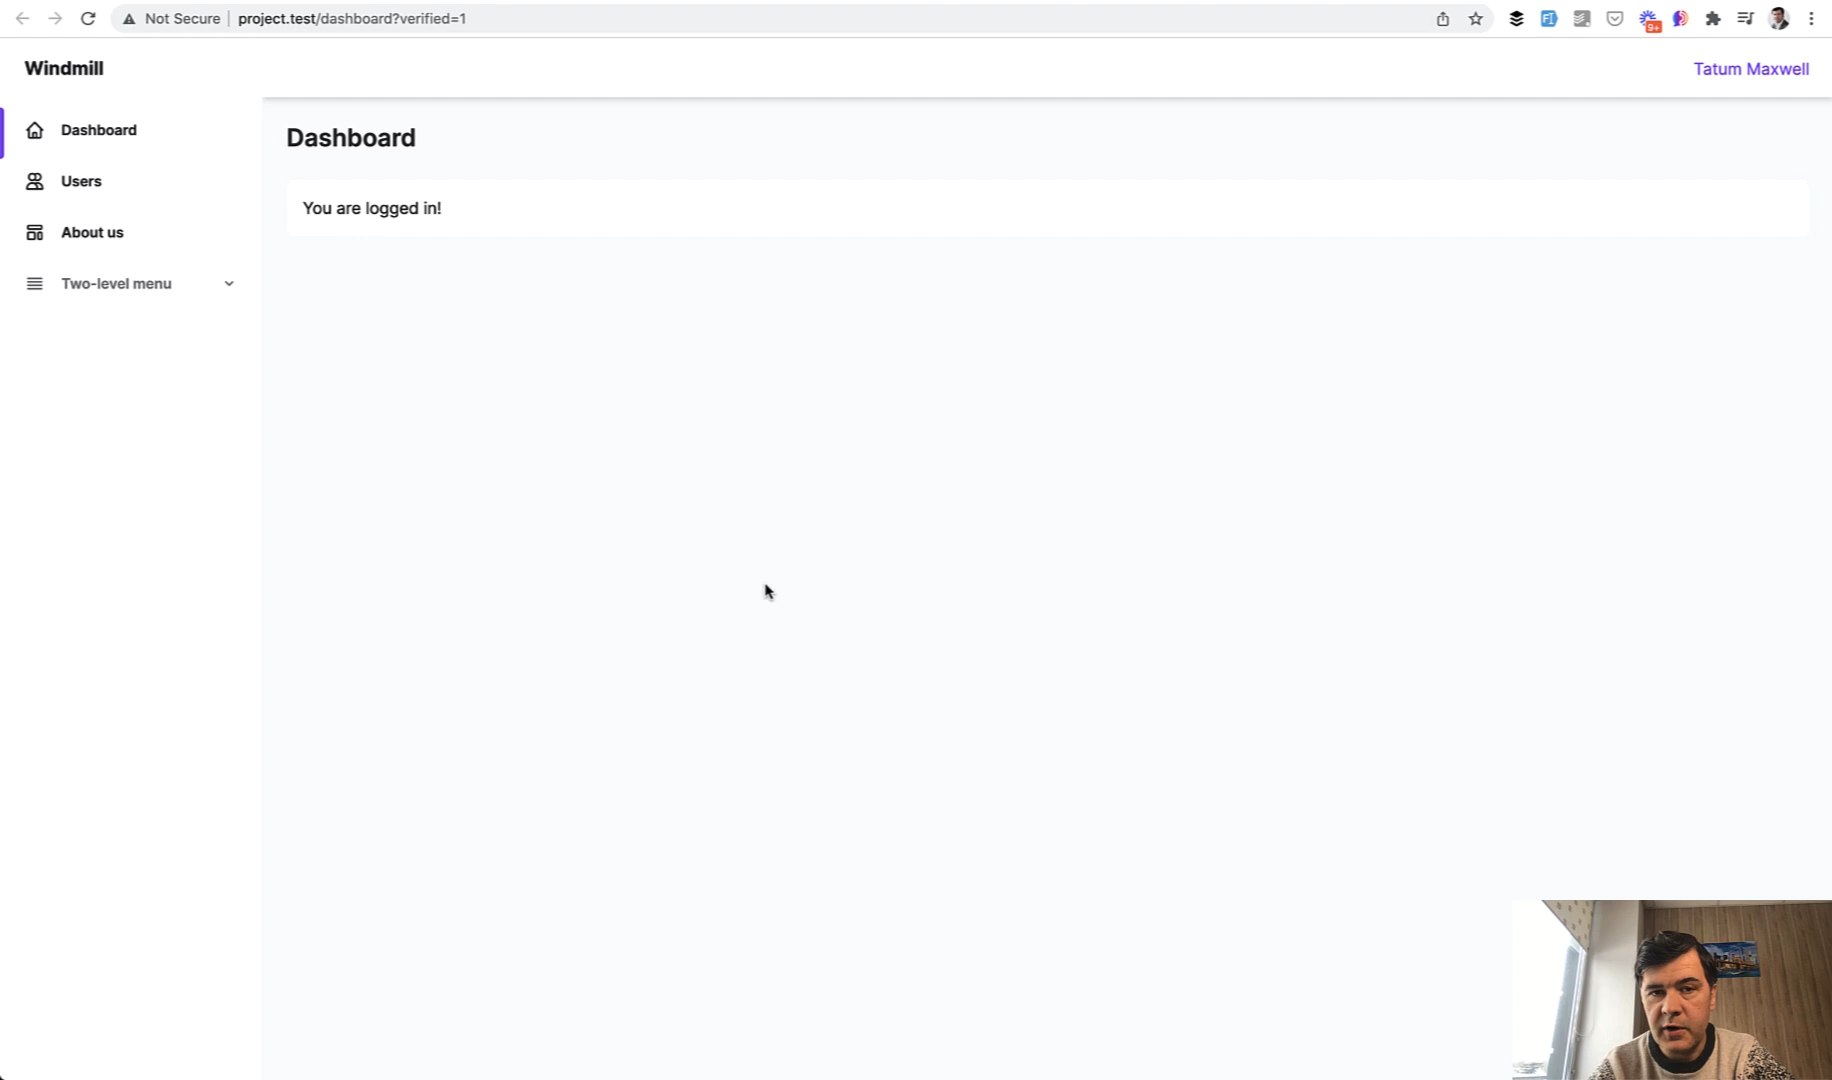 Not Secure project.test/dashboard?verified=1
9+
Windmill
Tatum Maxwell
Dashboard
Users
About us
Two-level menu
Dashboard
You are logged in!